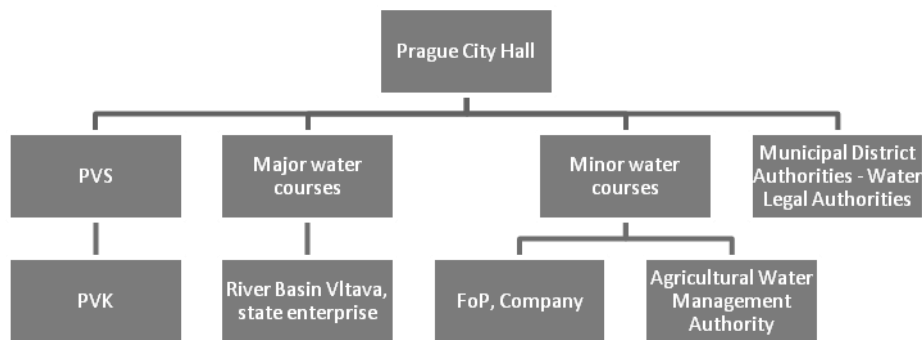 Prague City Hall
PVS
Major water
courses
Minor water
courses
Municipal District
Authorities - Water
Legal Authorities
PVK
River Basin Vltava,
state enterprise
FoP, Company
Agricultural Water
Management
Authority